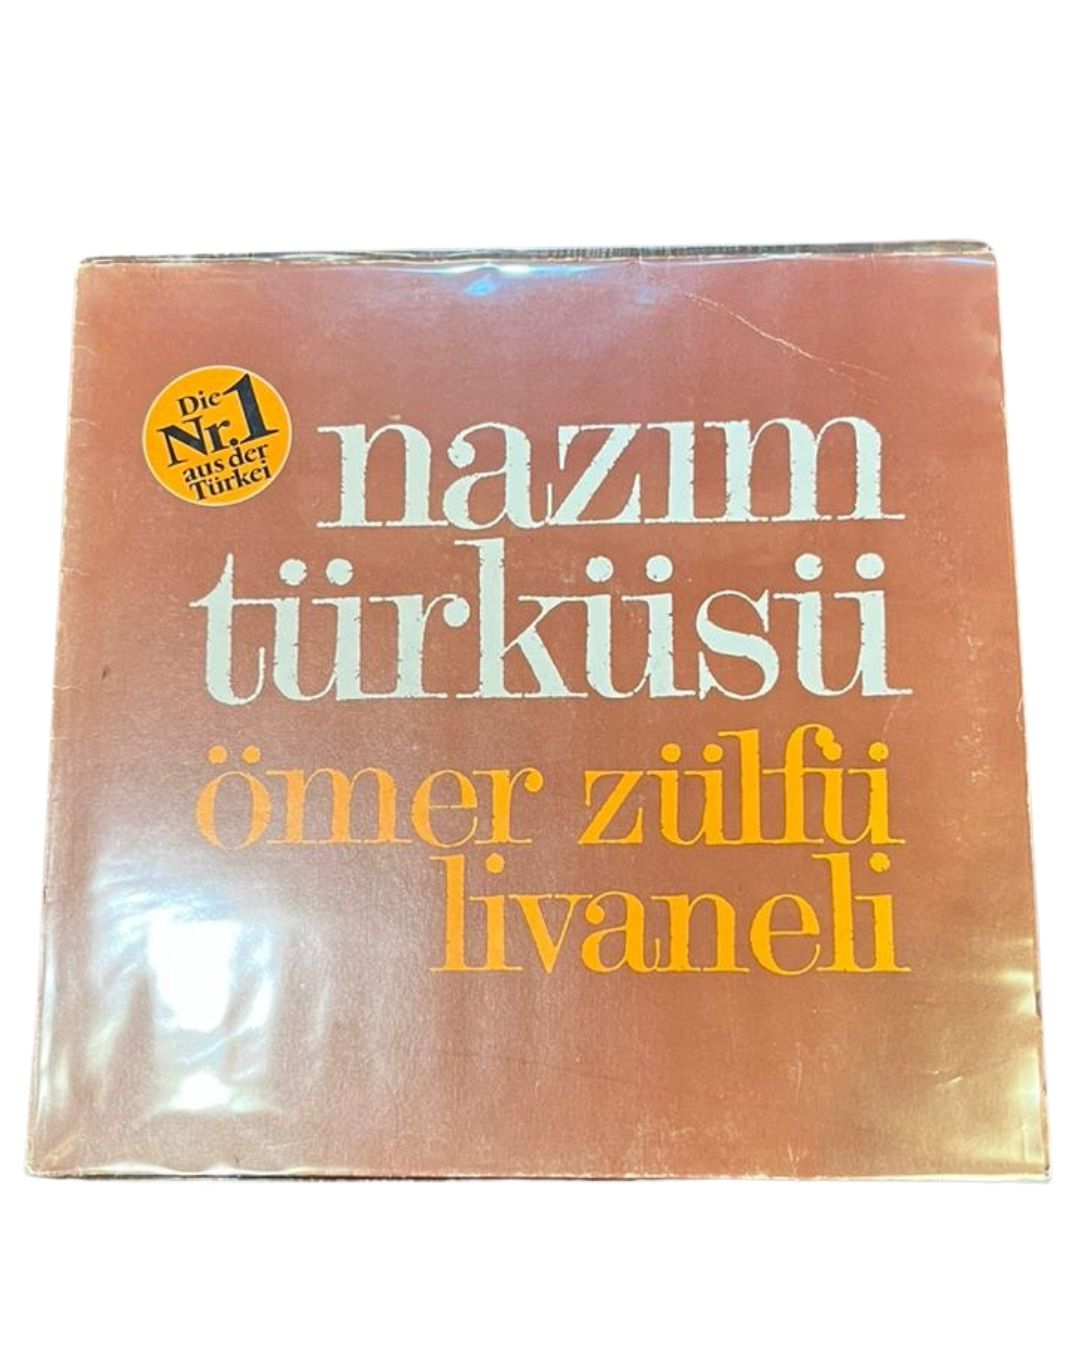 Die
Nr.1
aus der
Türkei
nazım
türküsü
ömer zülfü
livaneli